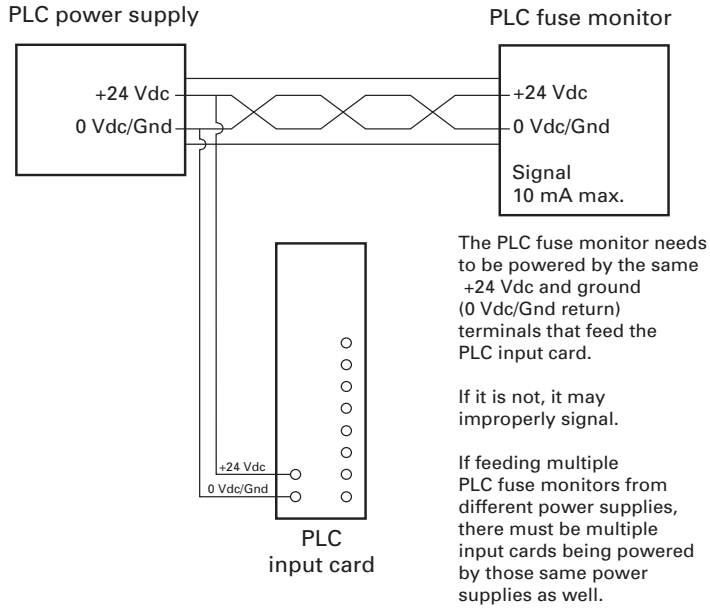 PLC power supply
PLC fuse monitor
+24 Vdc
0 Vdc/Gnd
+24 Vdc
0 Vdc/Gnd
Signal
10 mA max.
The PLC fuse monitor needs
to be powered by the same
+24 Vdc and ground
(0 Vdc/Gnd return)
terminals that feed the
PLC input card.
If it is not, it may
improperly signal.
If feeding multiple
PLC fuse monitors from
different power supplies,
there must be multiple
input cards being powered
by those same power
supplies as well.
+24 Vdc
0 Vdc/Gnd
PLC
input card